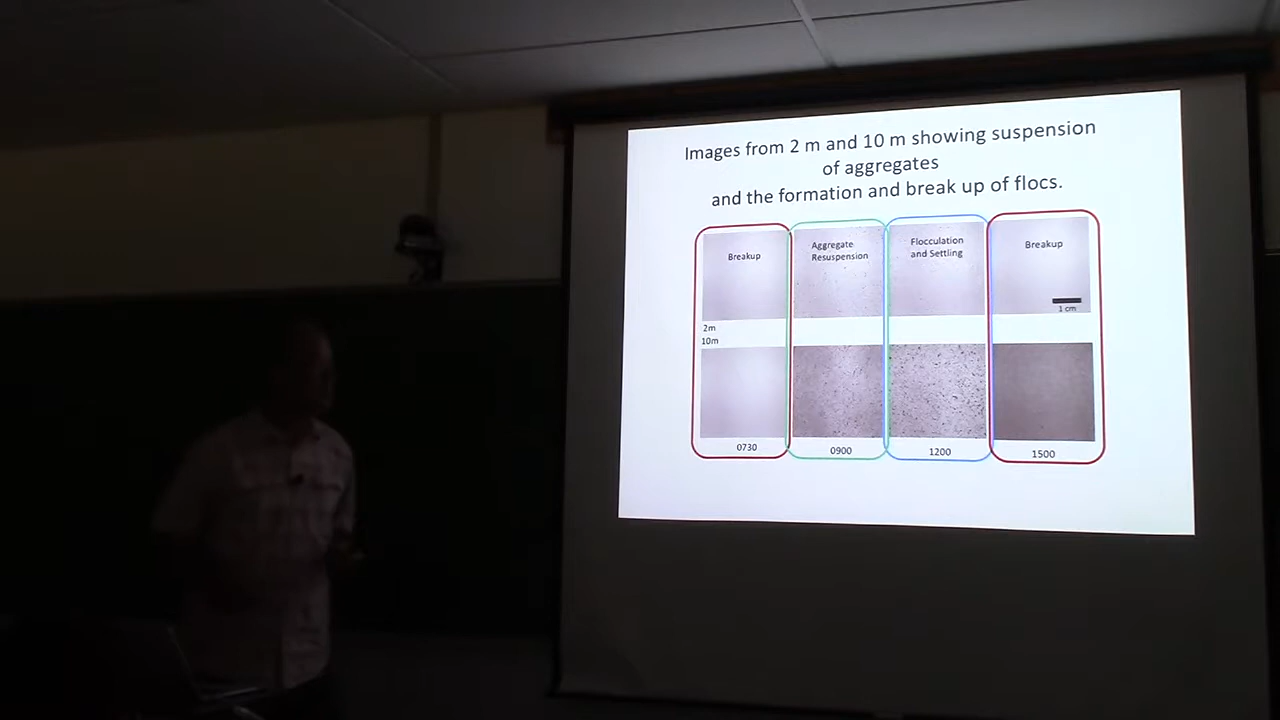 Images from 2 m and 10 m showing suspension
of aggregates
and the formation and break up of flocs.
Breakup
Aggregate
Resuspension
Flocculation
and Settling
Breakup
1 cm
2m
10m
0730
0900
1200
1500